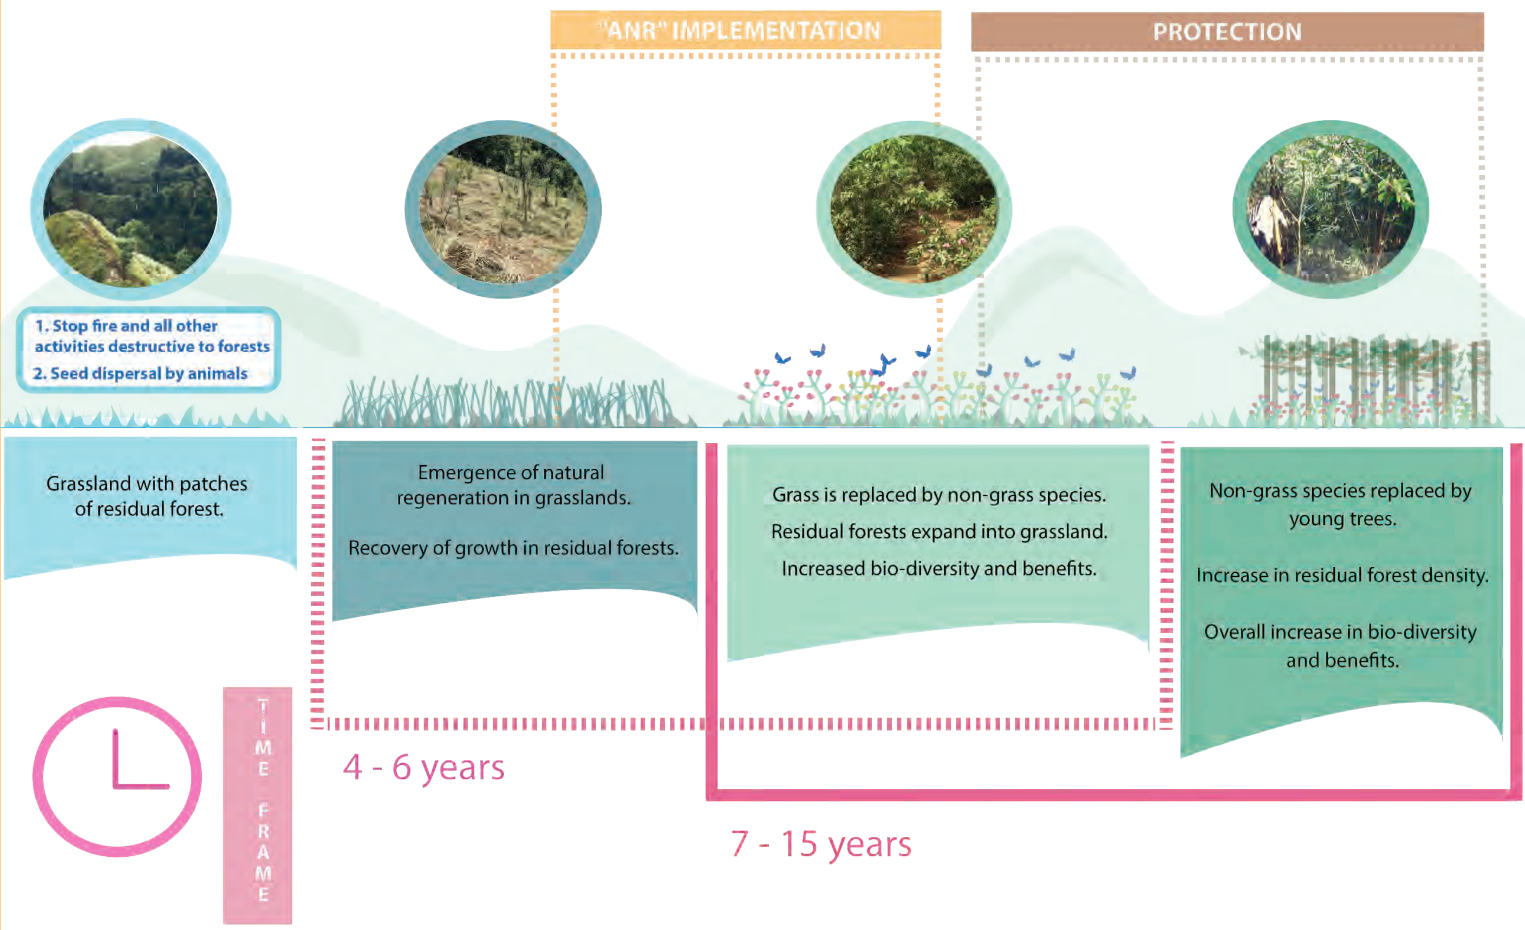 "ANR" IMPLEMENTATION
PROTECTION
1. Stop fire and all other
activities destructive to forests
2. Seed dispersal by animals
Grassland with patches
of residual forest.
Emergence of natural
regeneration in grasslands.
Recovery of growth in residual forests.
Grass is replaced by non-grass species.
Residual forests expand into grassland.
Increased bio-diversity and benefits.
Non-grass species replaced by
young trees.
Increase in residual forest density.
Overall increase in bio-diversity
and benefits.
TIME FRAME
4 - 6 years
7 - 15 years